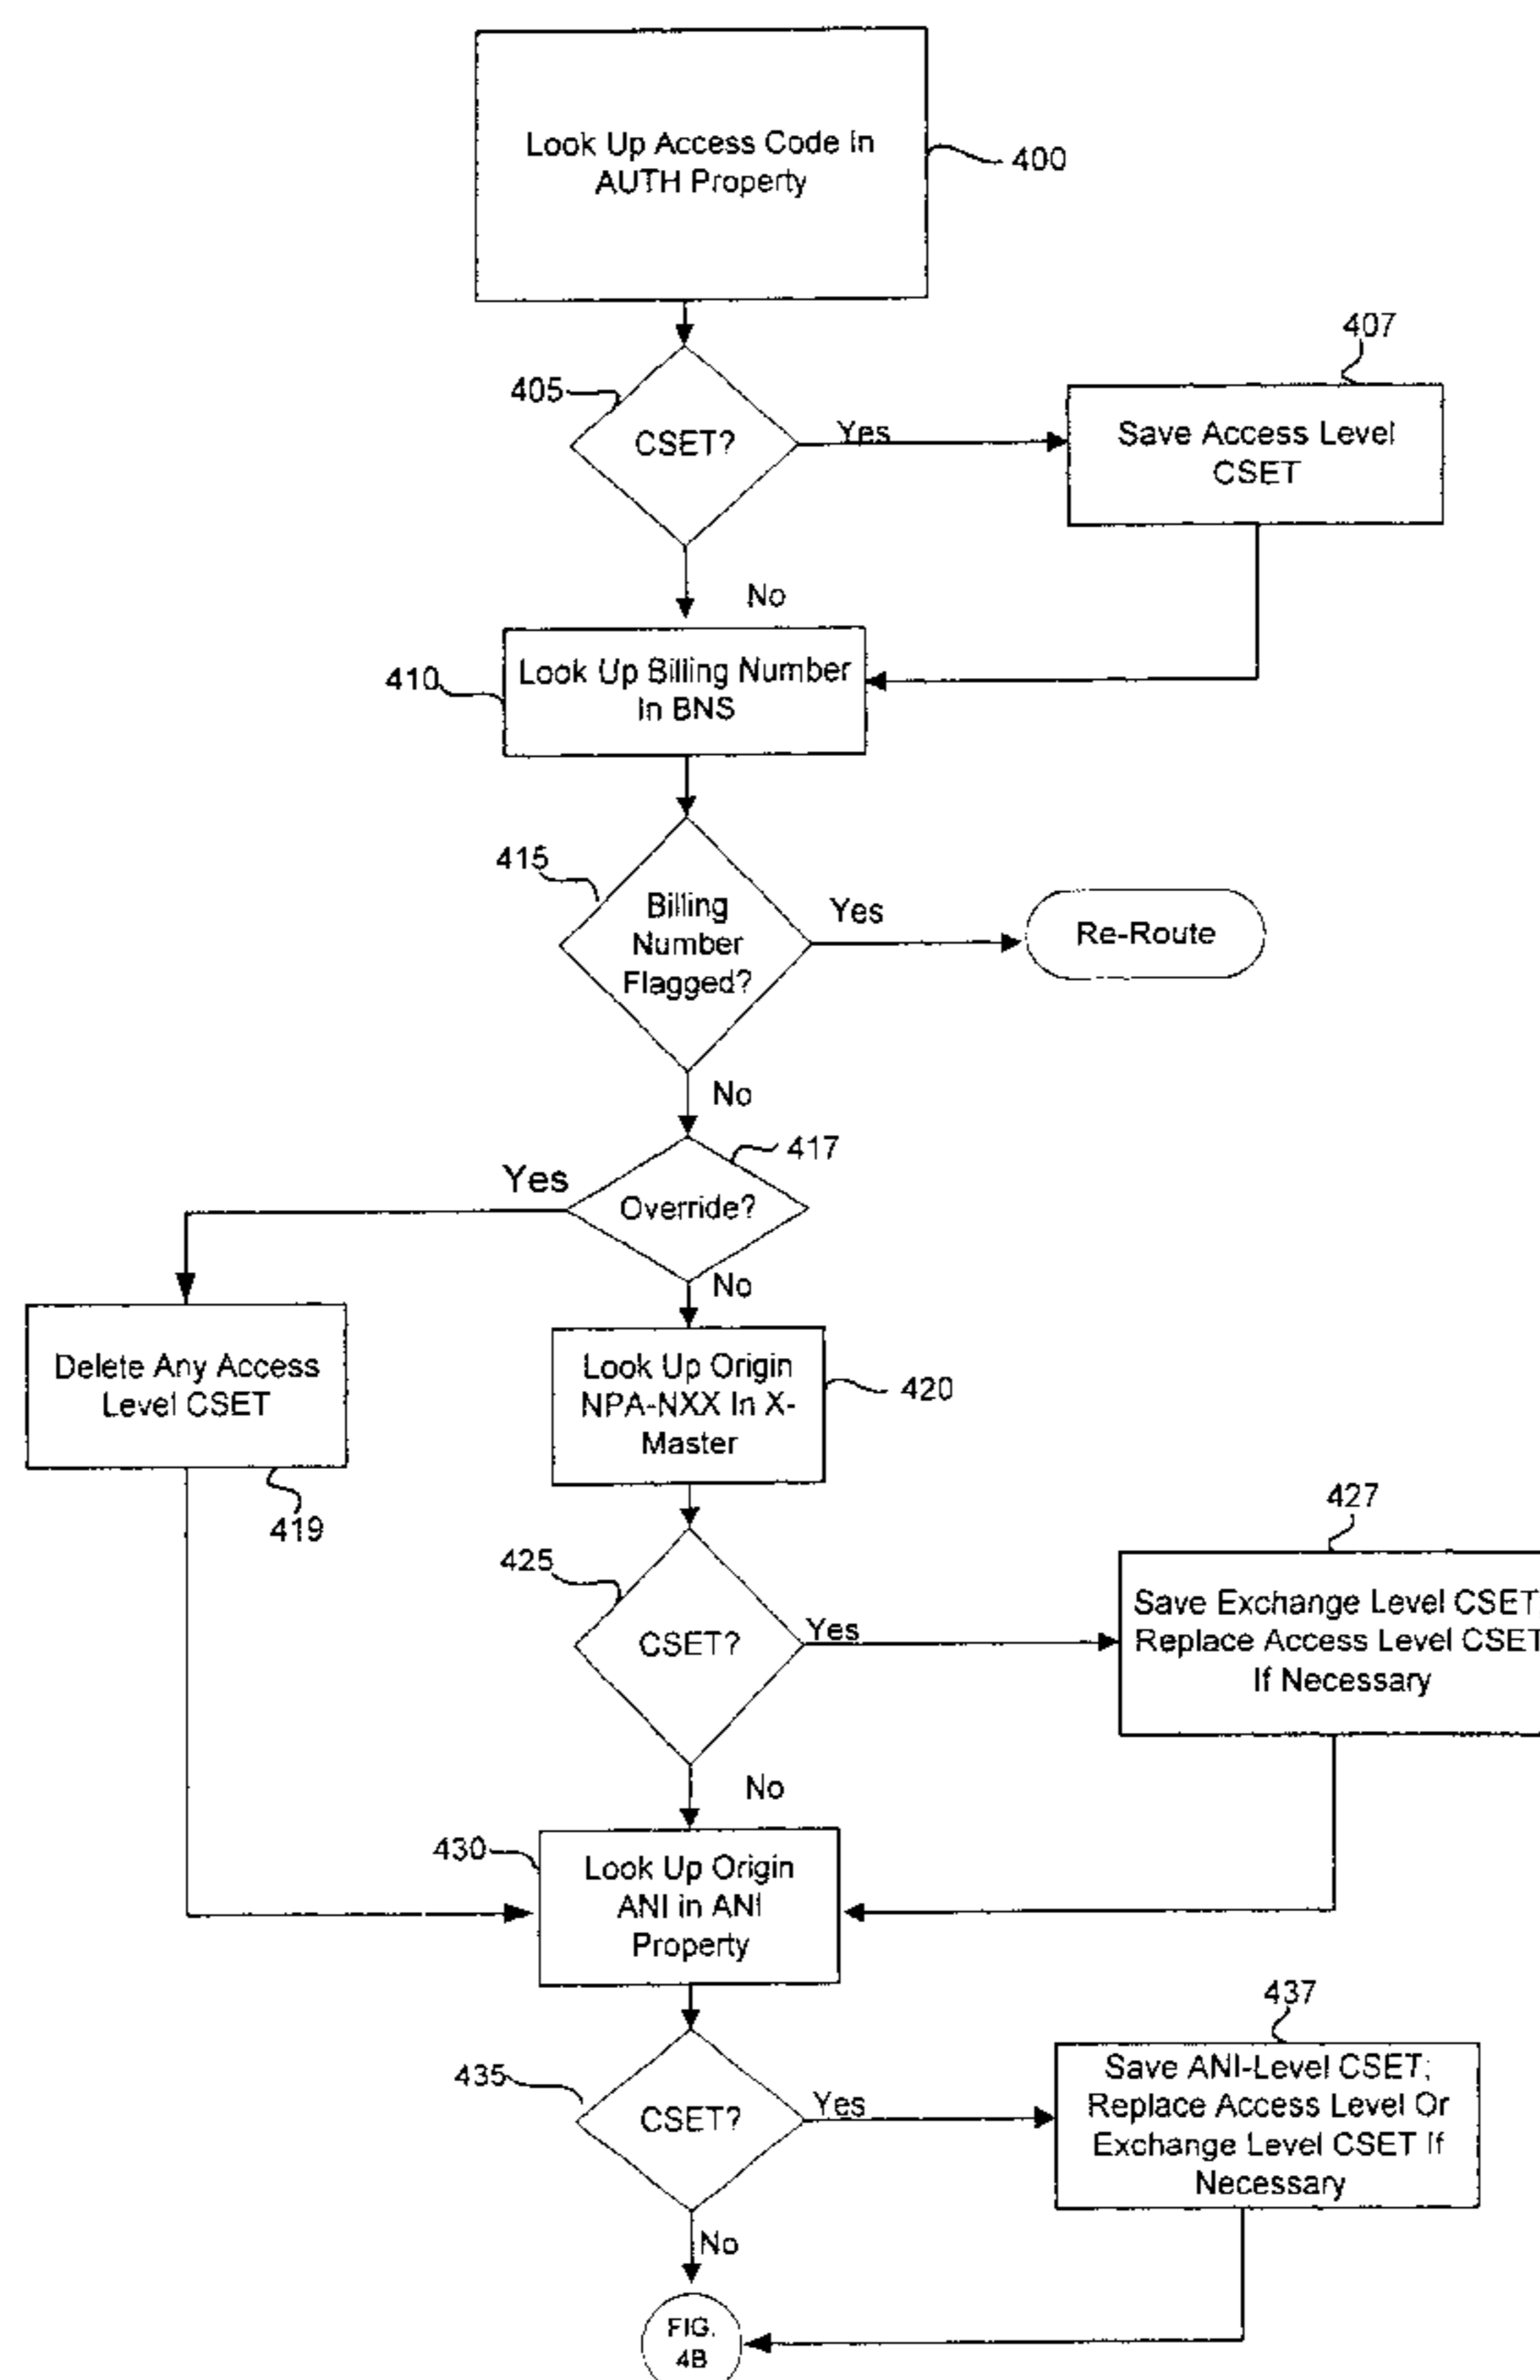 Look Up Access Code In
AUTH Property
400
405
CSET?
Yes
407
Save Access Level
CSET
No
410
Look Up Billing Number
In BNS
415
Billing
Number
Flagged?
Yes
Re-Route
No
417
Yes
Override?
No
Delete Any Access
Level CSET
419
Look Up Origin
NPA-NXX In X-
Master
420
425
CSET?
Yes
427
Save Exchange Level CSET
Replace Access Level CSET
If Necessary
No
430
Look Up Origin
ANI in ANI
Property
435
CSET?
Yes
437
Save ANI-Level CSET;
Replace Access Level Or
Exchange Level CSET If
Necessary
No
FIG.
4B